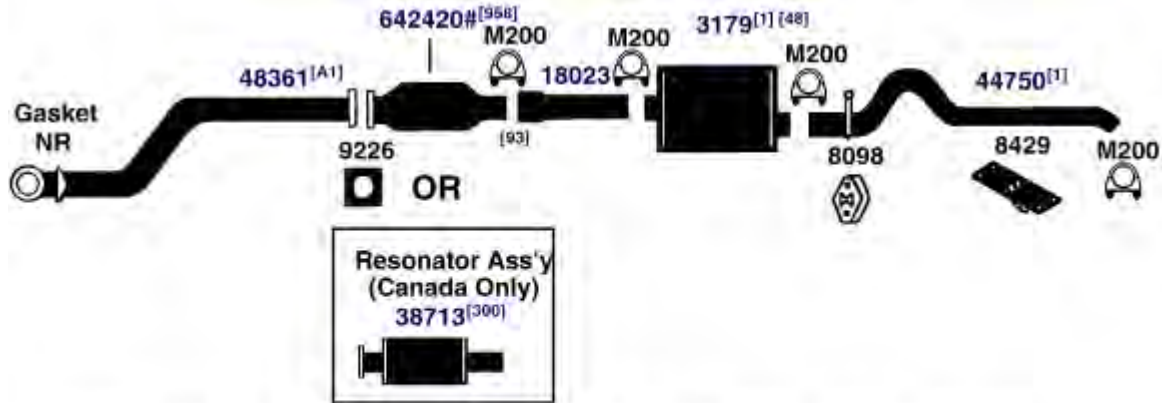 642420#[958]
M200
M200
3179[1] [48]
M200
48361[A1]
18023
44750[1]
Gasket
NR
[93]
9226
8098
8429
M200
OR
Resonator Ass'y
(Canada Only)
38713[300]